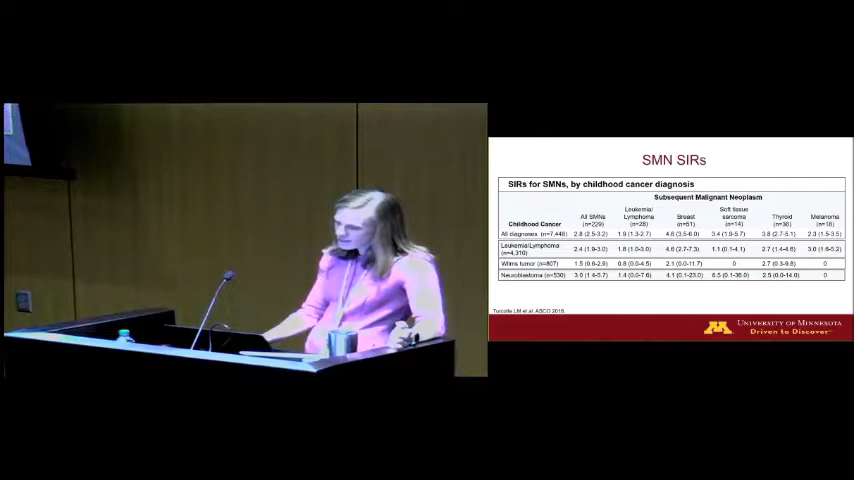 SMN SIRs
SIRs for SMNs, by childhood cancer diagnosis
Subsequent Malignant Neoplasm
Childhood Cancer All SMNs (n=229) Leukemia/ Lymphoma (n=28) Breast (n=51) Soft tissue sarcoma (n=14) Thyroid (n=36) Melanoma (n=18)
All diagnoses (n=7,448) 2.8 (2.5-3.2) 1.9 (1.3-2.7) 4.6 (3.5-6.0) 3.4 (1.9-5.7) 3.8 (2.7-5.1) 2.3 (1.5-3.5)
Leukemia/Lymphoma (n=4,310) 2.4 (1.9-3.0) 1.8 (1.0-3.0) 4.6 (2.7-7.3) 1.1 (0.1-4.1) 2.7 (1.4-4.6) 3.0 (1.6-5.2)
Wilms tumor (n=807) 1.5 (0.6-2.9) 0.8 (0.0-4.5) 2.1 (0.0-11.7) 0 2.7 (0.3-9.8) 0
Neuroblastoma (n=530) 3.0 (1.4-5.7) 1.4 (0.0-7.6) 4.1 (0.1-23.0) 6.5 (0.1-36.0) 2.5 (0.0-14.0) 0
Turcotte LM et al. ASCO 2016.
M
UNIVERSITY OF MINNESOTA
Driven to Discover℠